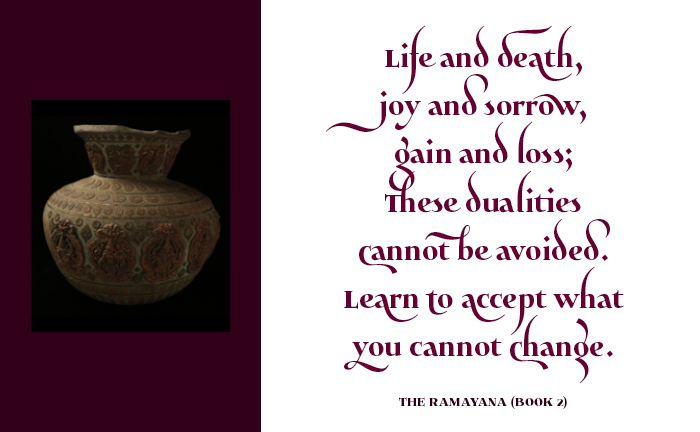 Life and death,
joy and sorrow,
gain and loss;
These dualities
cannot be avoided.
Learn to accept what
you cannot change.
THE RAMAYANA (BOOK 2)